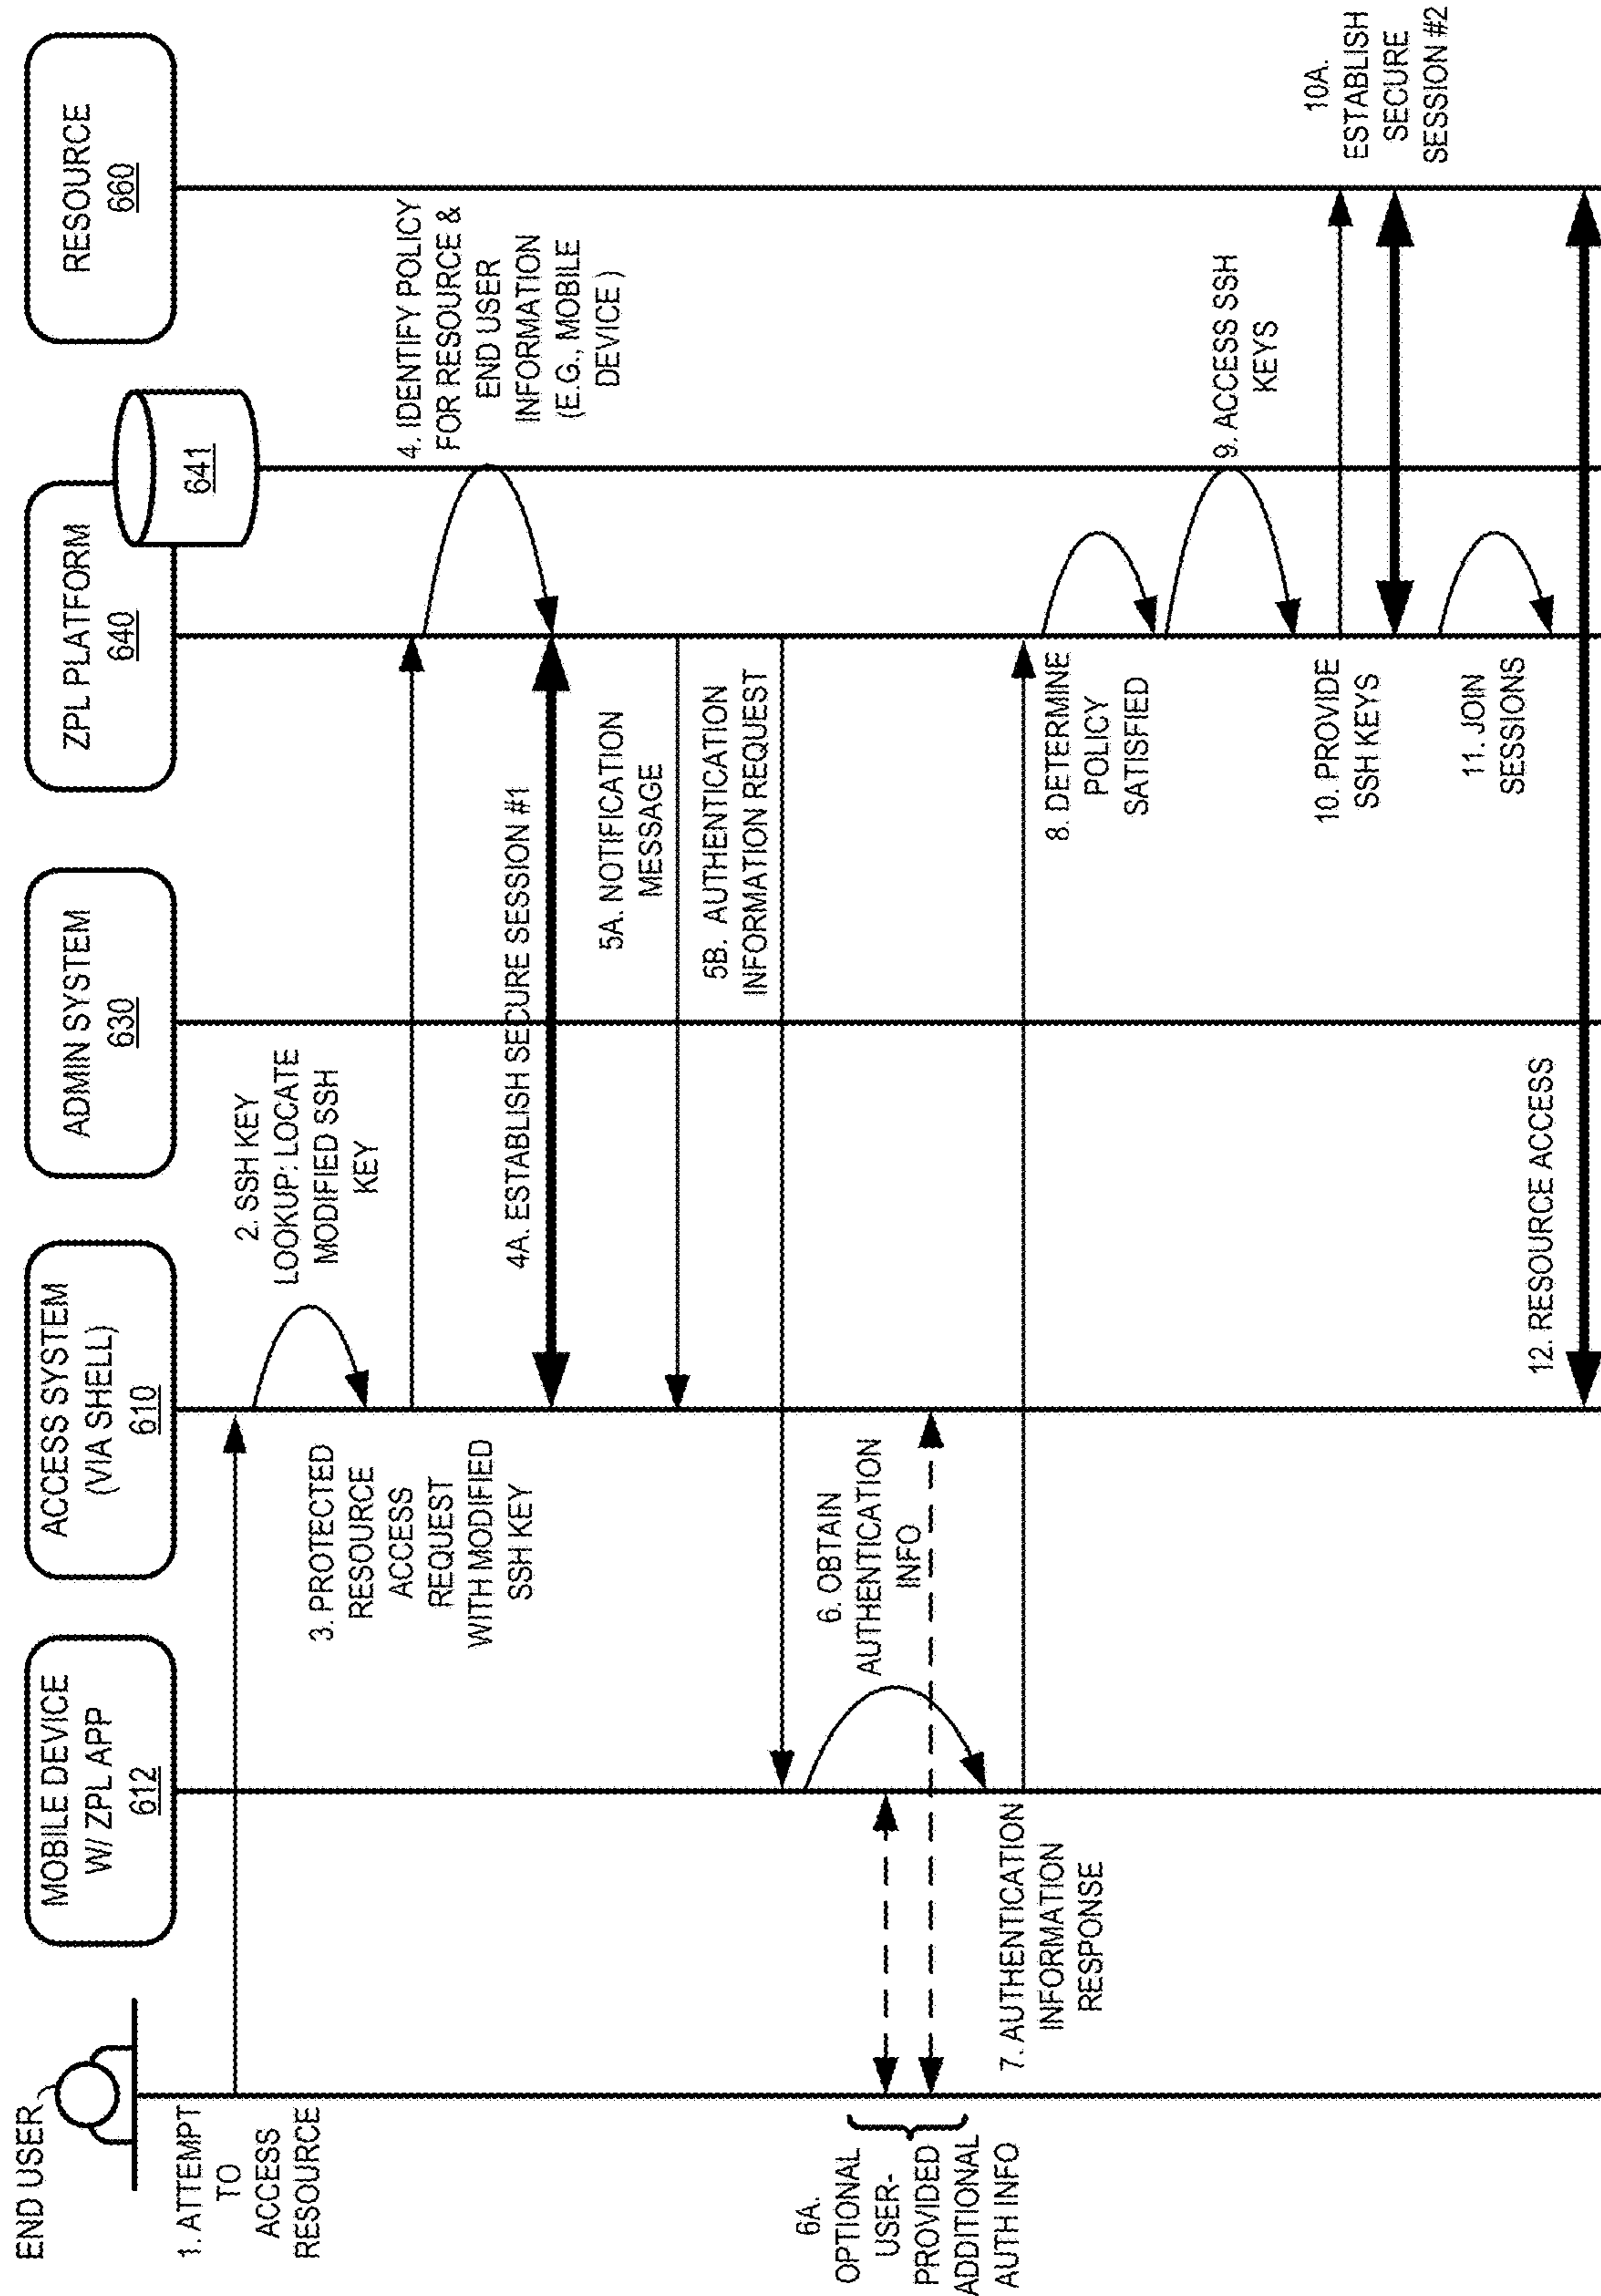 END USER
MOBILE DEVICE
W/ ZPL APP
612
ACCESS SYSTEM
(VIA SHELL)
610
ADMIN SYSTEM
630
ZPL PLATFORM
640
641
RESOURCE
660
1. ATTEMPT
TO
ACCESS
RESOURCE
2. SSH KEY
LOOKUP: LOCATE
MODIFIED SSH
KEY
3. PROTECTED
RESOURCE
ACCESS
REQUEST
WITH MODIFIED
SSH KEY
4. IDENTIFY POLICY
FOR RESOURCE &
END USER
INFORMATION
(E.G., MOBILE
DEVICE )
4A. ESTABLISH SECURE SESSION #1
5A. NOTIFICATION
MESSAGE
5B. AUTHENTICATION
INFORMATION REQUEST
6. OBTAIN
AUTHENTICATION
INFO
6A.
OPTIONAL
USER-
PROVIDED
ADDITIONAL
AUTH INFO
7. AUTHENTICATION
INFORMATION
RESPONSE
8. DETERMINE
POLICY
SATISFIED
9. ACCESS SSH
KEYS
10. PROVIDE
SSH KEYS
10A.
ESTABLISH
SECURE
SESSION #2
11. JOIN
SESSIONS
12. RESOURCE ACCESS